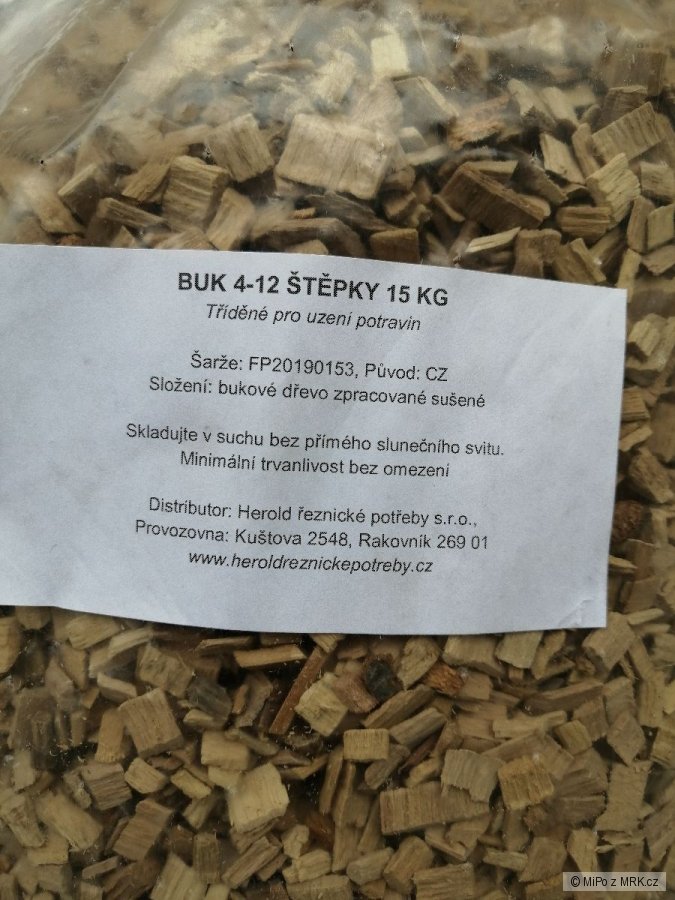 BUK 4-12 ŠTĚPKY 15 KG
Tříděné pro uzení potravin
Šarže: FP20190153, Původ: CZ
Složení: bukové dřevo zpracované sušené
Skladujte v suchu bez přímého slunečního svitu.
Minimální trvanlivost bez omezení
Distributor: Herold řeznické potřeby s.r.o.,
Provozovna: Kuštova 2548, Rakovník 269 01
www.heroldreznickepotreby.cz
© MiPo z MRK.cz